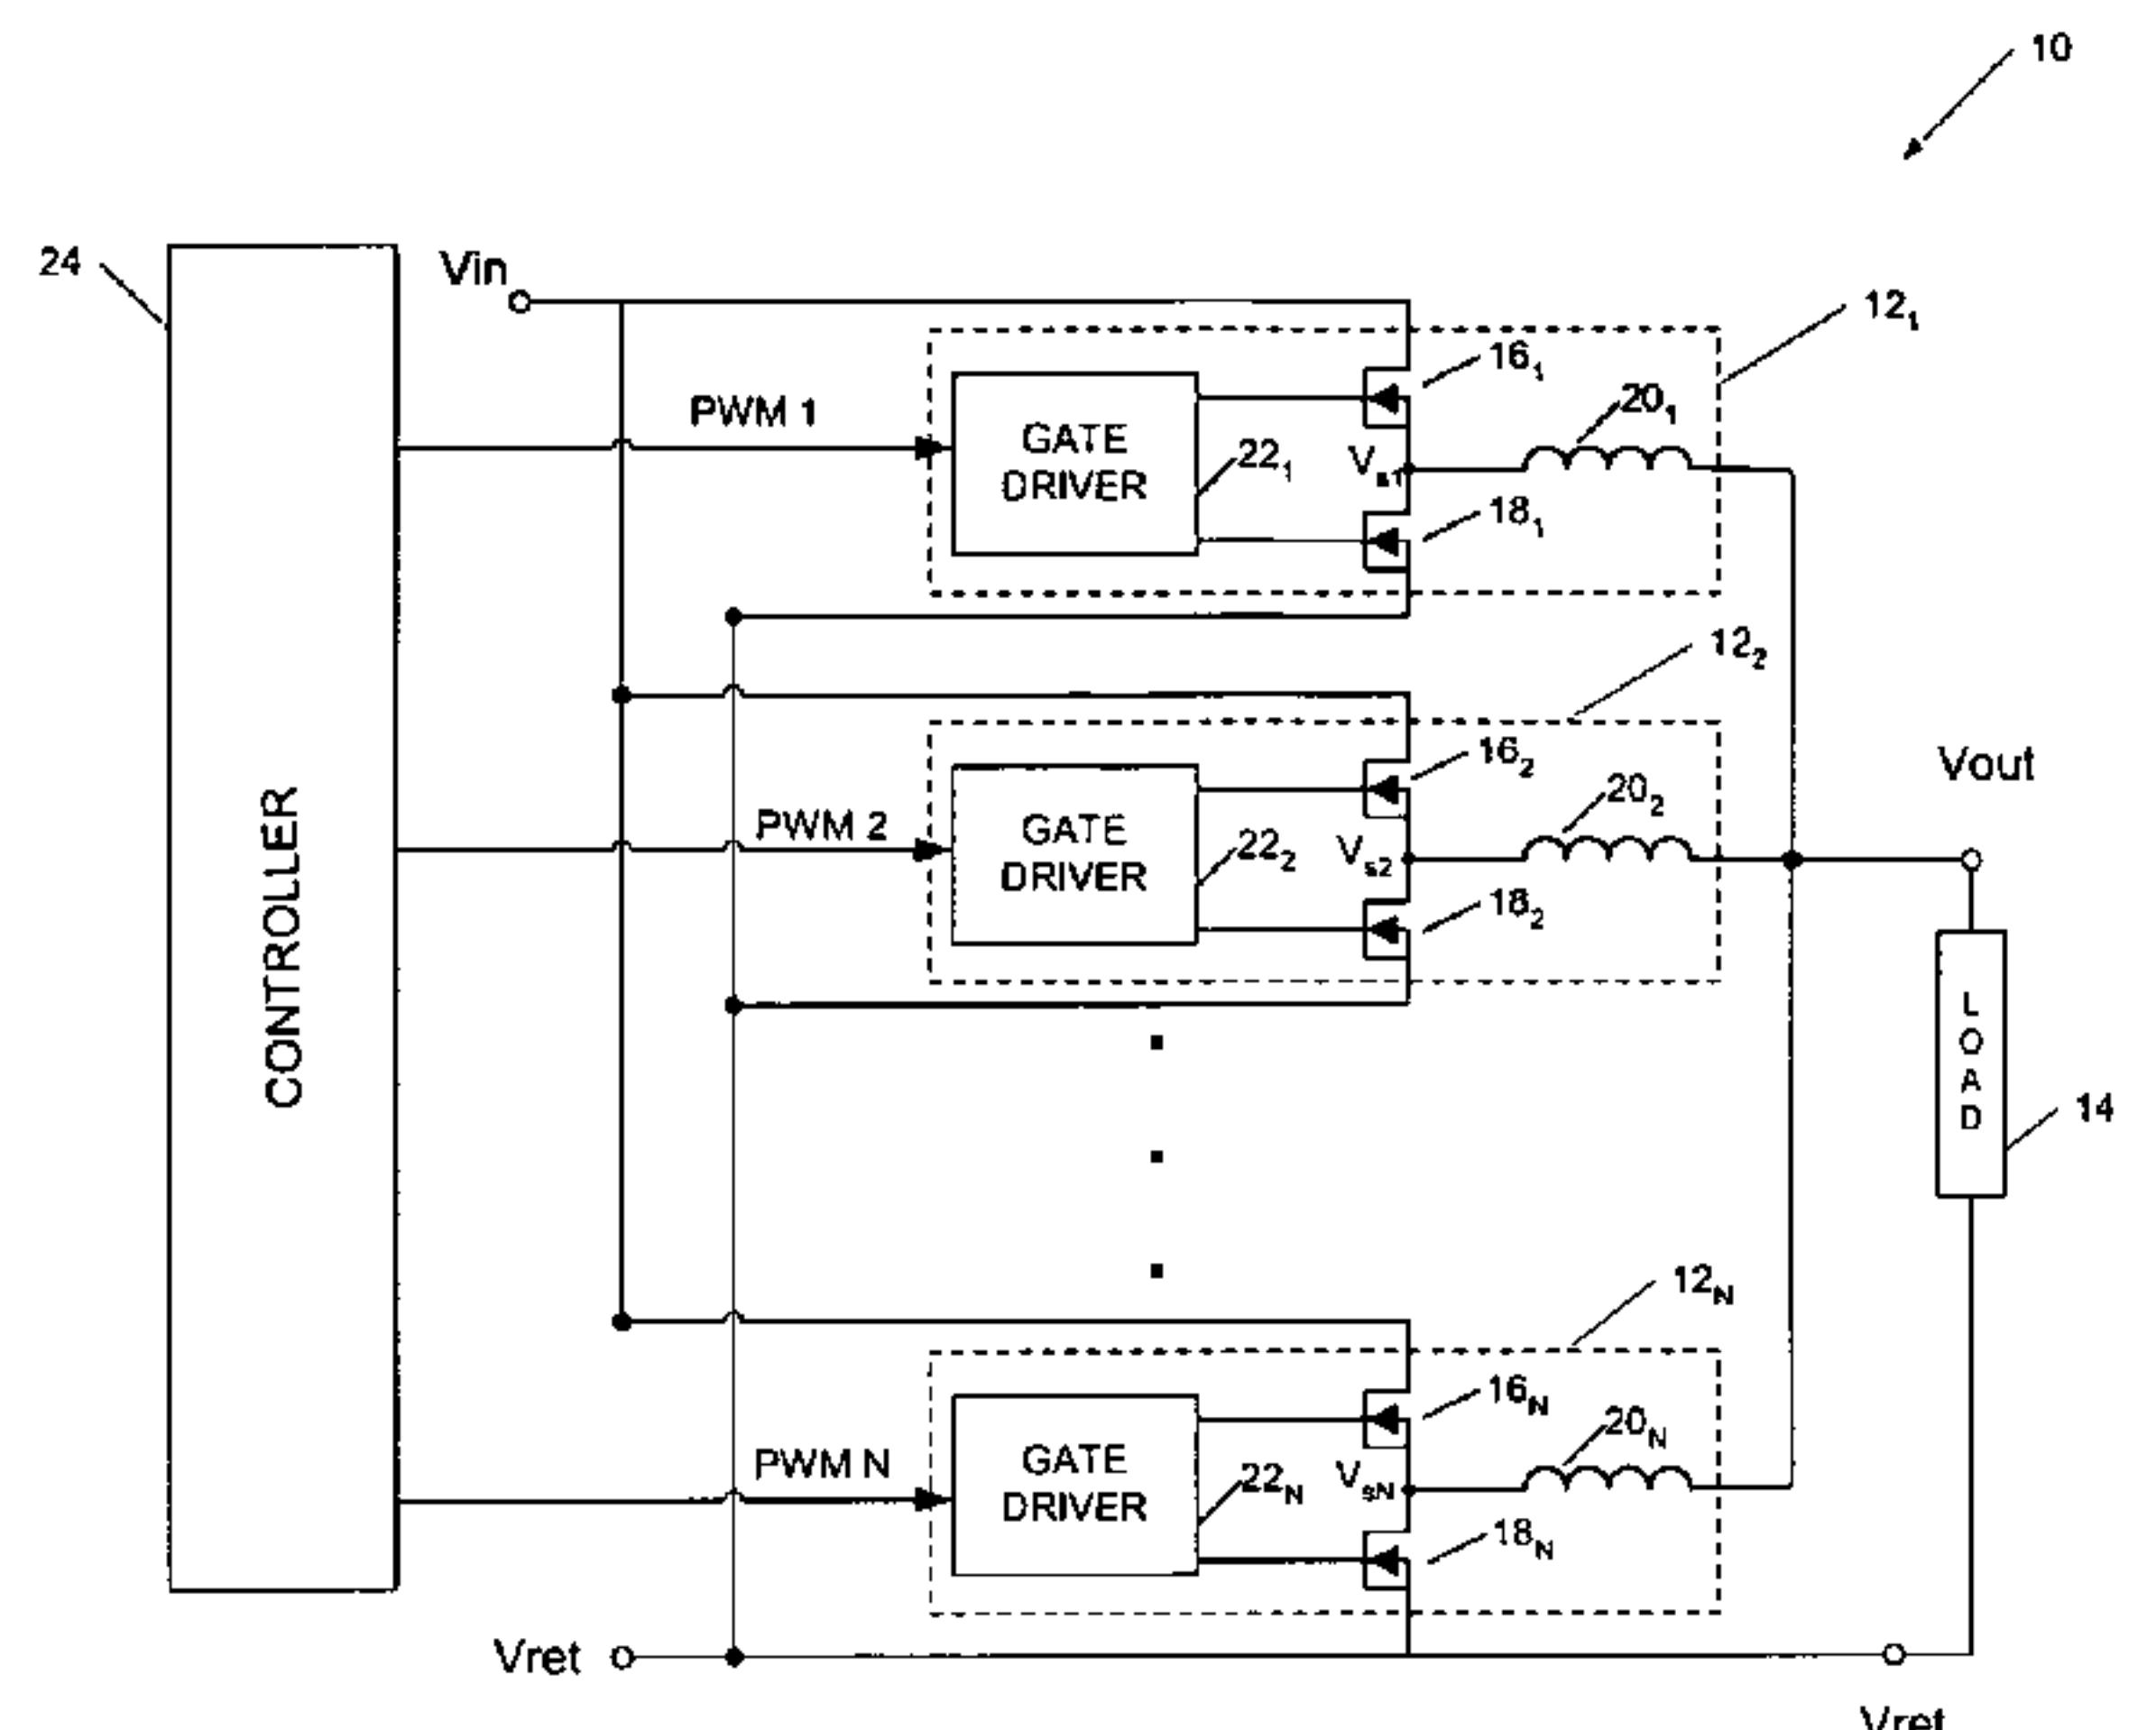 10
24
Vin
12₁
16₁
20₁
PWM 1
GATE
DRIVER
22₁
Vs1
18₁
12₂
16₂
20₂
Vout
PWM 2
GATE
DRIVER
22₂
Vs2
18₂
CONTROLLER
LOAD
14
12N
16N
20N
PWM N
GATE
DRIVER
22N
VsN
18N
Vret
Vret